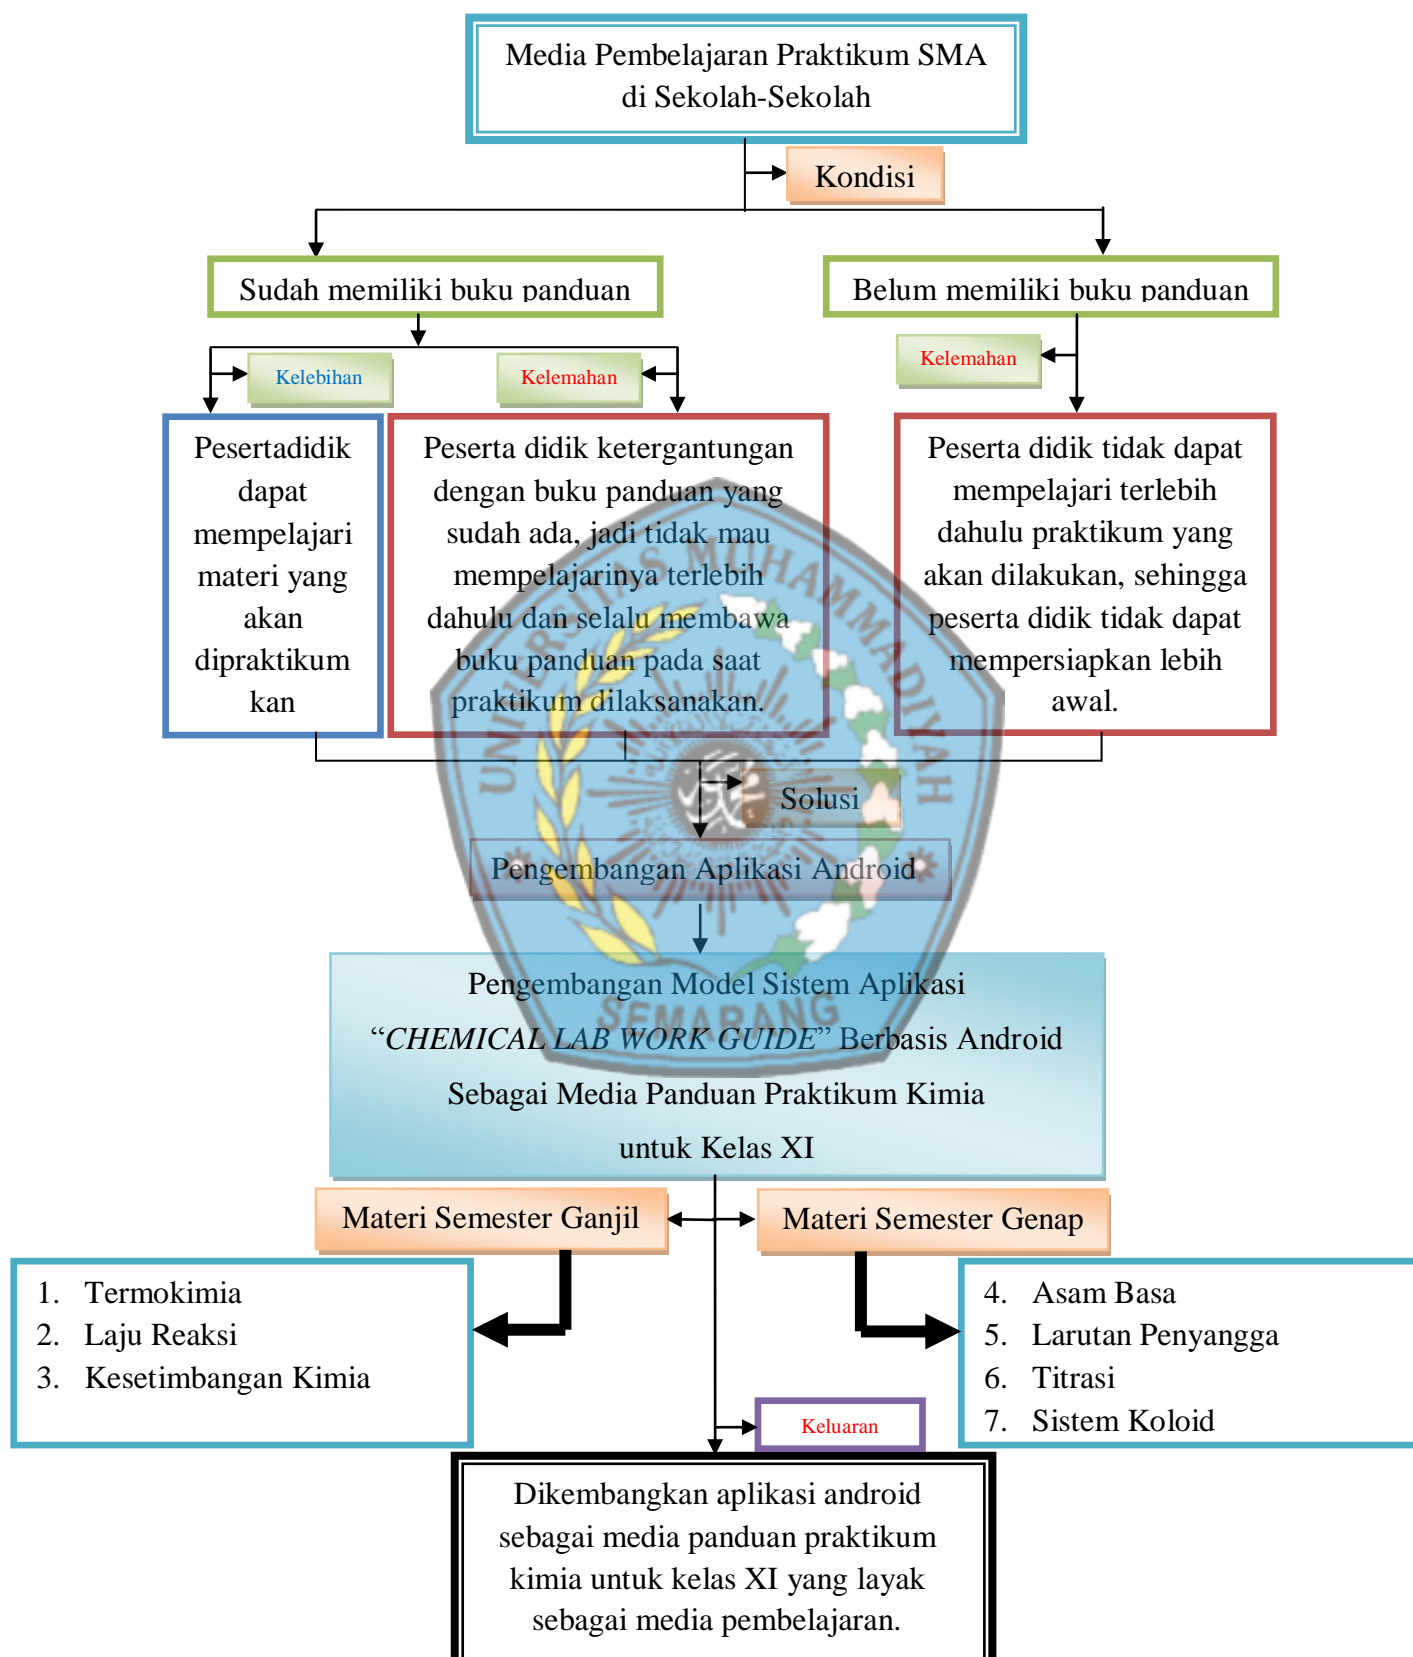 Media Pembelajaran Praktikum SMA
di Sekolah-Sekolah
Kondisi
Sudah memiliki buku panduan
Belum memiliki buku panduan
Kelebihan
Kelemahan
Kelemahan
Pesertadidik
dapat
mempelajari
materi yang
akan
dipraktikum
kan
Peserta didik ketergantungan
dengan buku panduan yang
sudah ada, jadi tidak mau
mempelajarinya terlebih
dahulu dan selalu membawa
buku panduan pada saat
praktikum dilaksanakan.
Peserta didik tidak dapat
mempelajari terlebih
dahulu praktikum yang
akan dilakukan, sehingga
peserta didik tidak dapat
mempersiapkan lebih
awal.
UNIVERSITAS MUHAMMADIYAH
SEMARANG
Solusi
Pengembangan Aplikasi Android
Pengembangan Model Sistem Aplikasi
“CHEMICAL LAB WORK GUIDE” Berbasis Android
Sebagai Media Panduan Praktikum Kimia
untuk Kelas XI
Materi Semester Ganjil
Materi Semester Genap
1. Termokimia
2. Laju Reaksi
3. Kesetimbangan Kimia
4. Asam Basa
5. Larutan Penyangga
6. Titrasi
7. Sistem Koloid
Keluaran
Dikembangkan aplikasi android
sebagai media panduan praktikum
kimia untuk kelas XI yang layak
sebagai media pembelajaran.